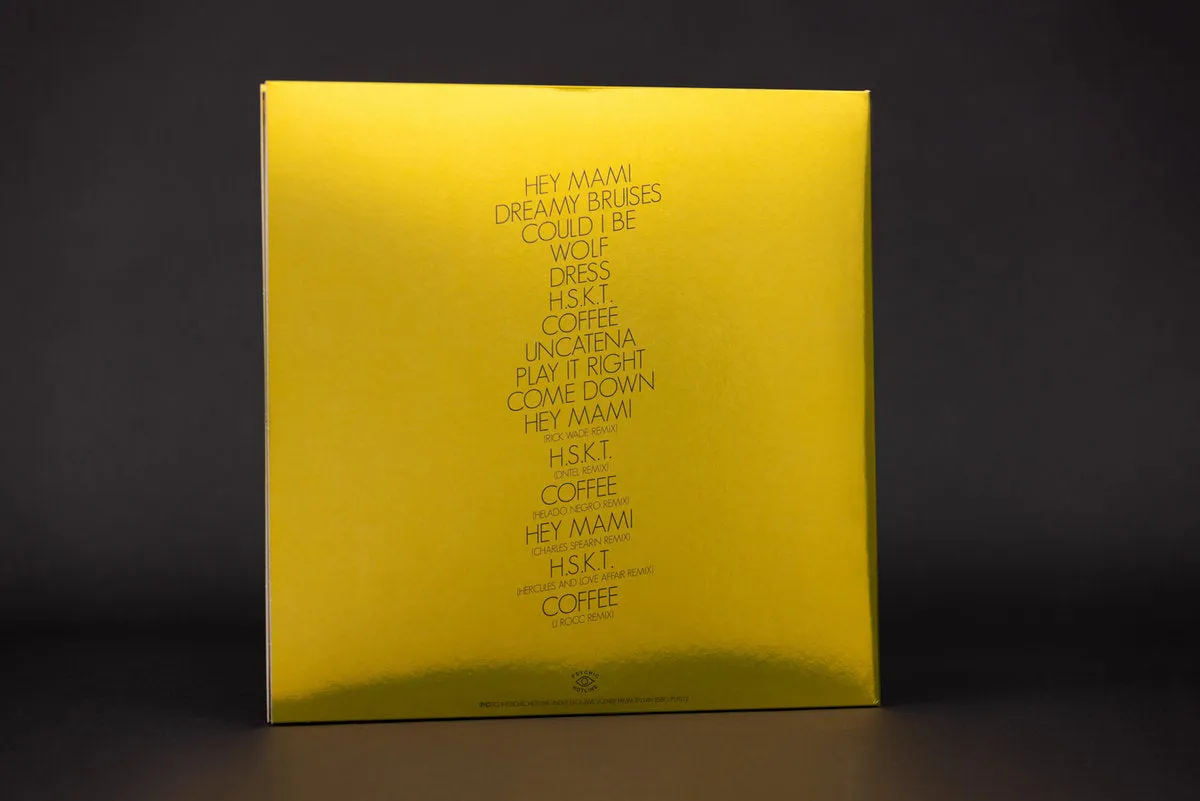 HEY MAMI
DREAMY BRUISES
COULD I BE
WOLF
DRESS
H.S.K.T.
COFFEE
UNCATENA
PLAY IT RIGHT
COME DOWN
HEY MAMI
(RICK WADE REMIX)
H.S.K.T.
(DNTEL REMIX)
COFFEE
(HELADO NEGRO REMIX)
HEY MAMI
(CHARLES SPEARIN REMIX)
H.S.K.T.
(HERCULES AND LOVE AFFAIR REMIX)
COFFEE
(J ROCC REMIX)
PSYCHIC
HOTLINE